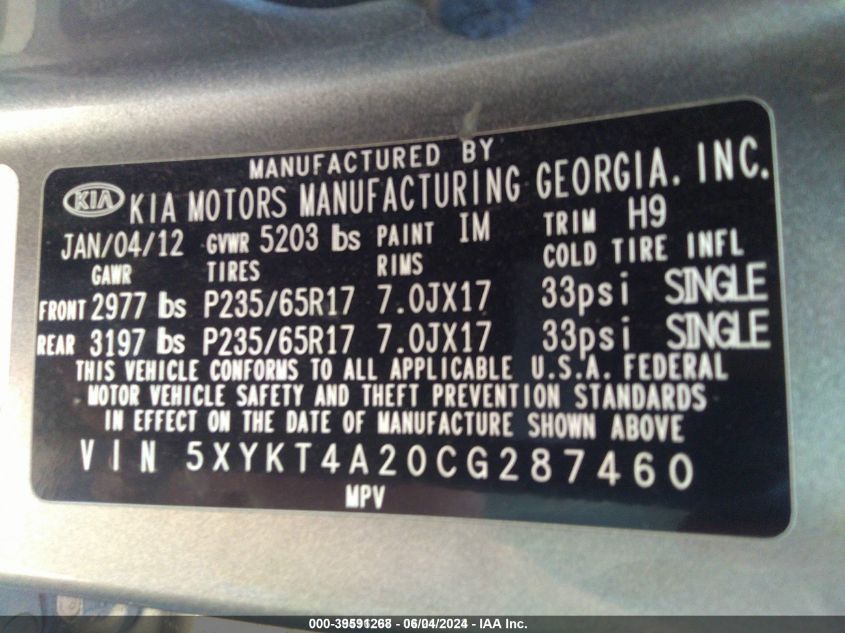 MANUFACTURED BY
KIA KIA MOTORS MANUFACTURING GEORGIA, INC.
JAN/04/12 GVWR 5203 lbs PAINT IM TRIM H9
GAWR TIRES RIMS COLD TIRE INFL
FRONT 2977 lbs P235/65R17 7.0JX17 33psi SINGLE
REAR 3197 lbs P235/65R17 7.0JX17 33psi SINGLE
THIS VEHICLE CONFORMS TO ALL APPLICABLE U.S.A. FEDERAL
MOTOR VEHICLE SAFETY AND THEFT PREVENTION STANDARDS
IN EFFECT ON THE DATE OF MANUFACTURE SHOWN ABOVE
VIN 5XYKT4A20CG287460
MPV
000-39591268 - 06/04/2024 - IAA Inc.